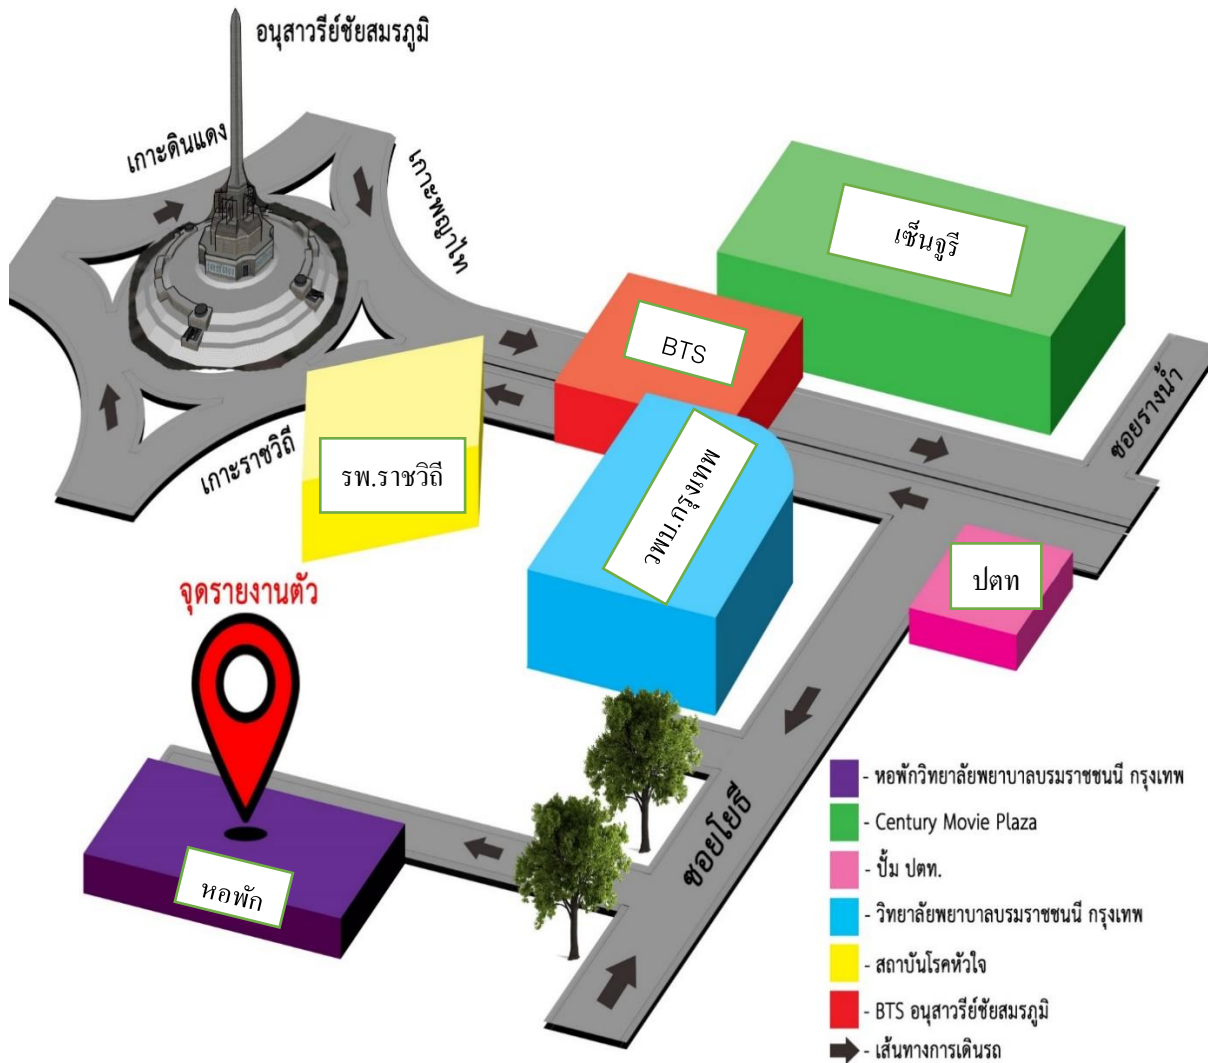 อนุสาวรีย์ชัยสมรภูมิ
เกาะดินแดง
เกาะพญาไท
เซ็นจูรี
BTS
ซอยรางน้ำ
เกาะราชวิถี
รพ.ราชวิถี
วพบ.กรุงเทพ
ปตท
จุดรายงานตัว
ซอยโยธี
หอพัก
- หอพักวิทยาลัยพยาบาลบรมราชชนนี กรุงเทพ
- Century Movie Plaza
- ปั้ม ปตท.
- วิทยาลัยพยาบาลบรมราชชนนี กรุงเทพ
- สถาบันโรคหัวใจ
- BTS อนุสาวรีย์ชัยสมรภูมิ
- เส้นทางการเดินรถ